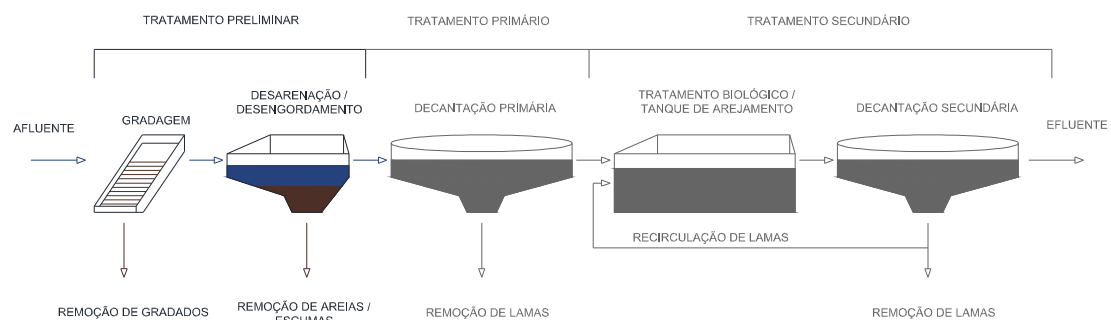 TRATAMENTO PRELIMINAR
TRATAMENTO PRIMÁRIO
TRATAMENTO SECUNDÁRIO
AFLUENTE
GRADAGEM
DESARENAÇÃO /
DESENGORDAMENTO
DECANTAÇÃO PRIMÁRIA
TRATAMENTO BIOLÓGICO /
TANQUE DE AREJAMENTO
DECANTAÇÃO SECUNDÁRIA
EFLUENTE
RECIRCULAÇÃO DE LAMAS
REMOÇÃO DE GRADADOS
REMOÇÃO DE AREIAS /
ESCUMAS
REMOÇÃO DE LAMAS
REMOÇÃO DE LAMAS